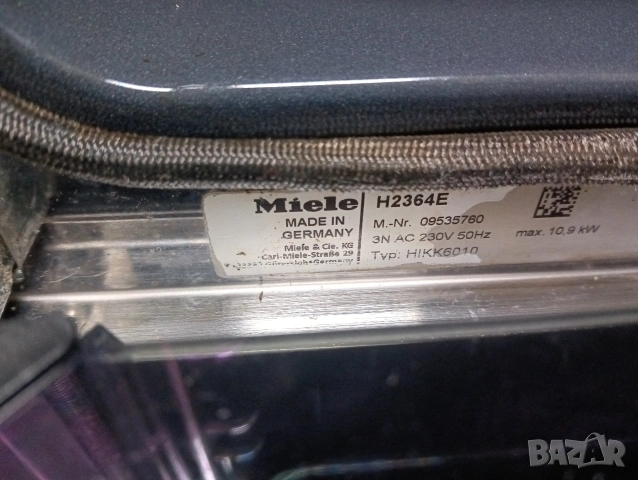 Miele
MADE IN
GERMANY
Miele & Cie. KG
Carl-Miele-Straße 29
H2364E
M.-Nr. 09535760
3N AC 230V 50Hz max. 10,9 kW
Typ: HIKK6010
bazar